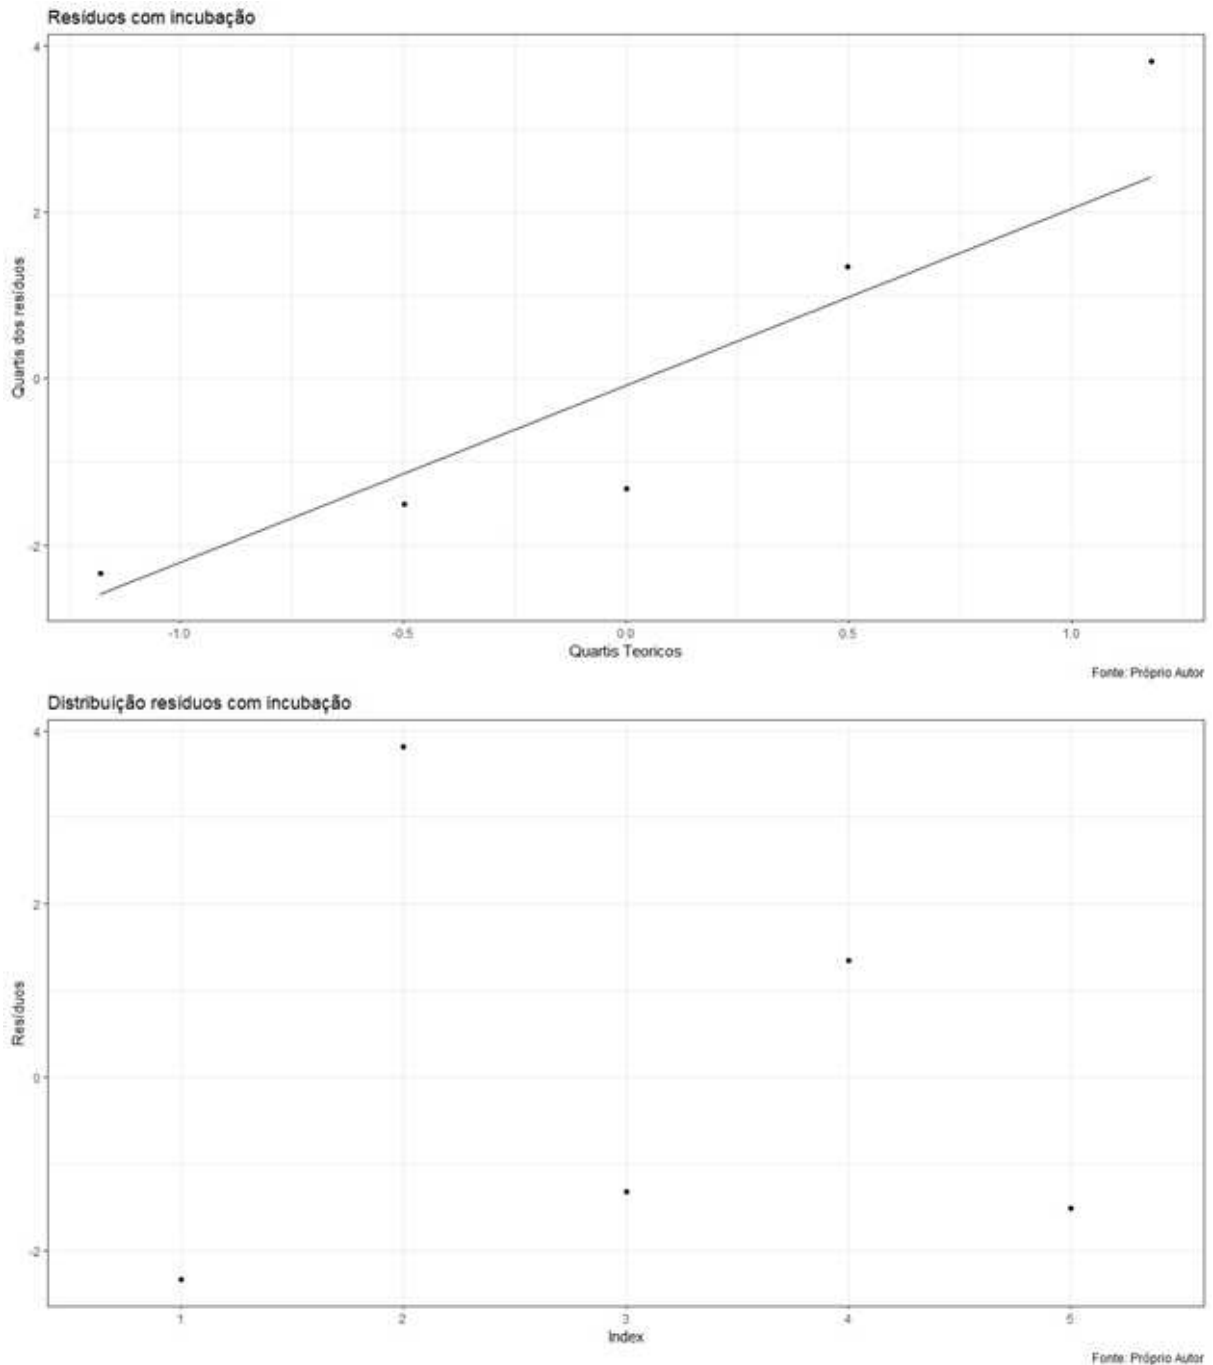 Resíduos com incubação
4
2
0
-2
Quartis dos resíduos
-1.0 -0.5 0.0 0.5 1.0
Quartis Teoricos
Fonte: Próprio Autor
Distribuíção resíduos com incubação
4
2
0
-2
Resíduos
1 2 3 4 5
Index
Fonte: Próprio Autor